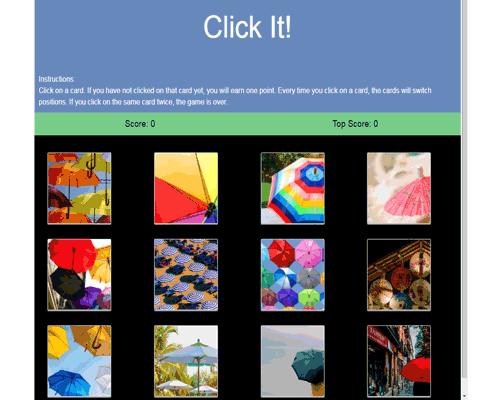 Click It!
Instructions:
Click on a card. If you have not clicked on that card yet, you will earn one point. Every time you click on a card, the cards will switch
positions. If you click on the same card twice, the game is over.
Score: 0
Top Score: 0